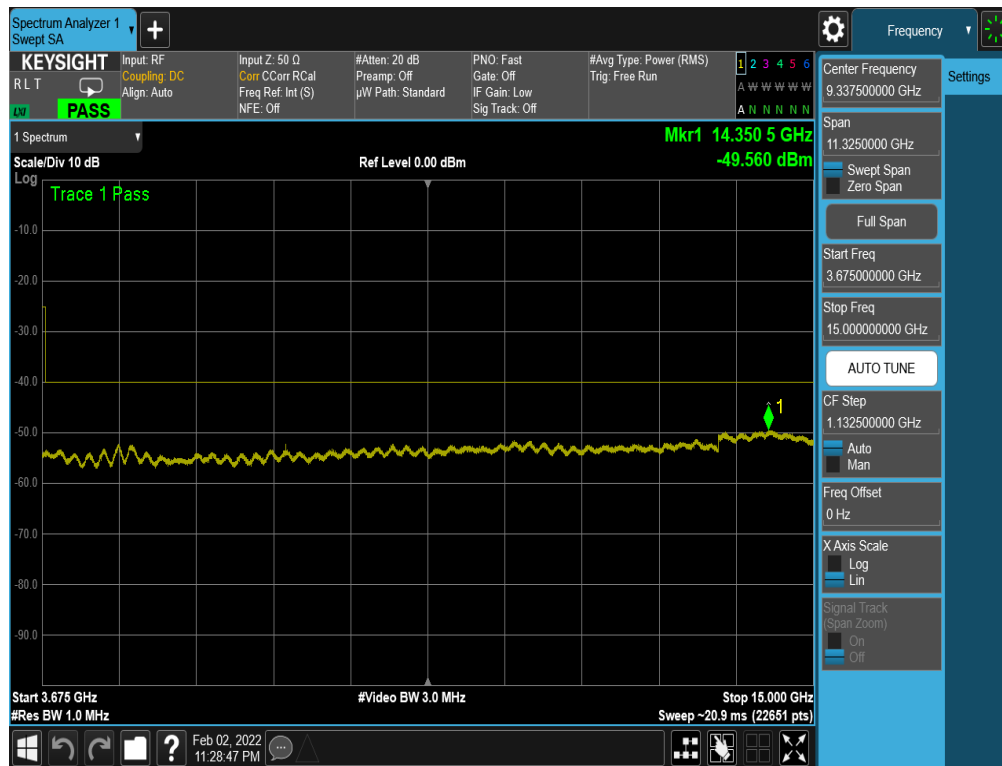 Spectrum Analyzer 1
Swept SA
+
Frequency
KEYSIGHT
R L T
LXI
PASS
Input: RF
Coupling: DC
Align: Auto
Input Z: 50 Ω
Corr CCorr RCal
Freq Ref: Int (S)
NFE: Off
#Atten: 20 dB
Preamp: Off
µW Path: Standard
PNO: Fast
Gate: Off
IF Gain: Low
Sig Track: Off
#Avg Type: Power (RMS)
Trig: Free Run
1 2 3 4 5 6
A W W W W W
A N N N N N
1 Spectrum
Scale/Div 10 dB
Ref Level 0.00 dBm
Mkr1 14.350 5 GHz
-49.560 dBm
Log
Trace 1 Pass
-10.0
-20.0
-30.0
-40.0
-50.0
-60.0
-70.0
-80.0
-90.0
1
Start 3.675 GHz
#Res BW 1.0 MHz
#Video BW 3.0 MHz
Stop 15.000 GHz
Sweep ~20.9 ms (22651 pts)
Center Frequency
9.337500000 GHz
Settings
Span
11.3250000 GHz
Swept Span
Zero Span
Full Span
Start Freq
3.675000000 GHz
Stop Freq
15.000000000 GHz
AUTO TUNE
CF Step
1.132500000 GHz
Auto
Man
Freq Offset
0 Hz
X Axis Scale
Log
Lin
Signal Track
(Span Zoom)
On
Off
?
Feb 02, 2022
11:28:47 PM